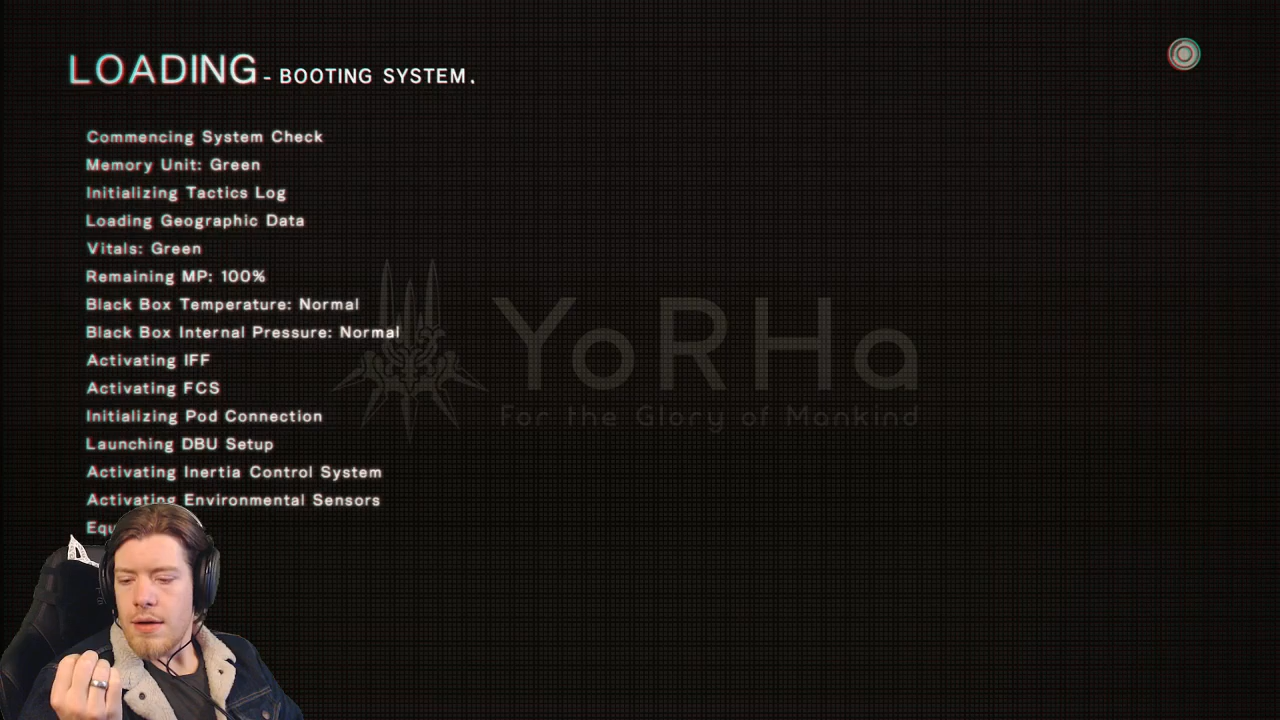 LOADING - BOOTING SYSTEM.
Commencing System Check
Memory Unit: Green
Initializing Tactics Log
Loading Geographic Data
Vitals: Green
Remaining MP: 100%
Black Box Temperature: Normal
Black Box Internal Pressure: Normal
Activating IFF
Activating FCS
Initializing Pod Connection
Launching DBU Setup
Activating Inertia Control System
Activating Environmental Sensors
YoRHa
For the Glory of Mankind